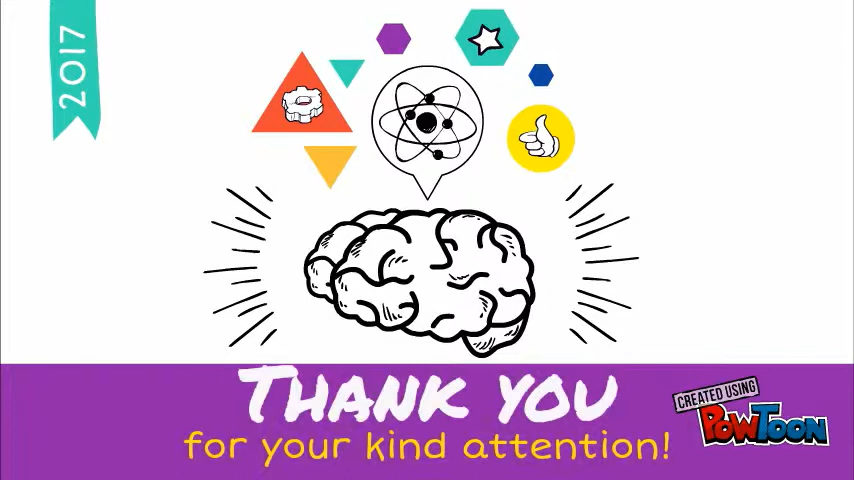 2017
THANK YOU
for your kind attention!
CREATED USING
POWTOON